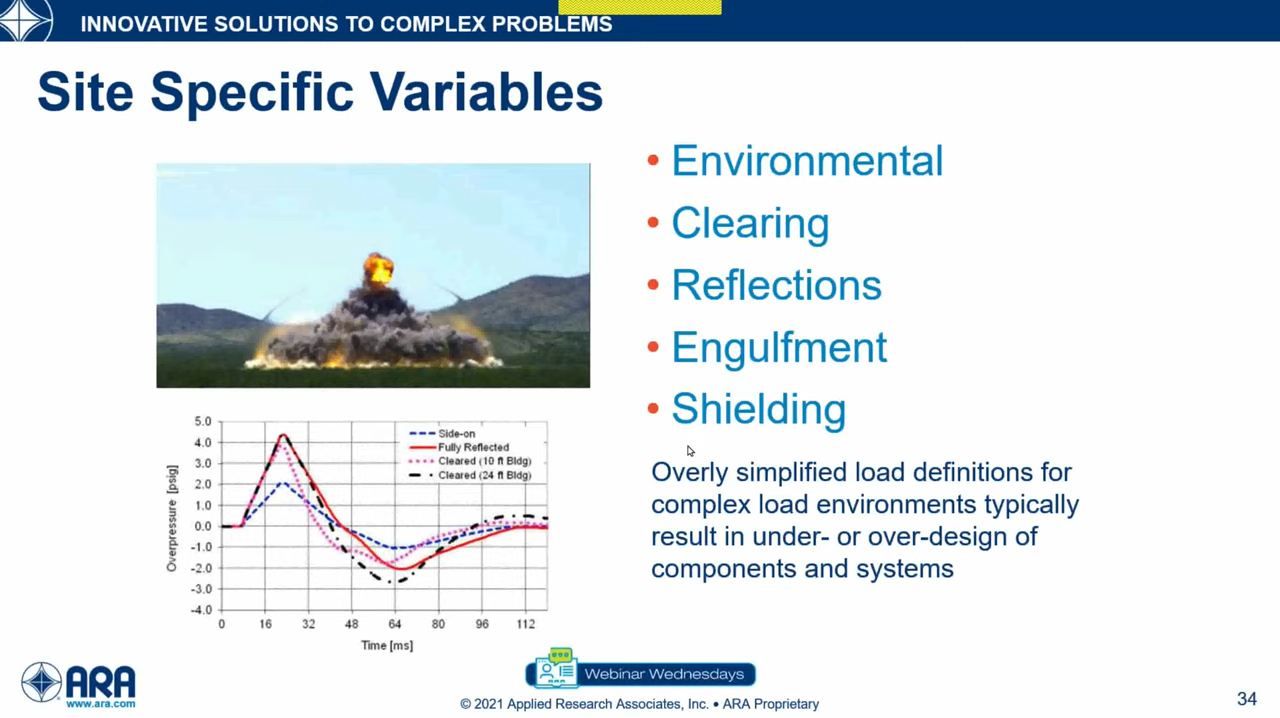 INNOVATIVE SOLUTIONS TO COMPLEX PROBLEMS
Site Specific Variables
• Environmental
• Clearing
• Reflections
• Engulfment
• Shielding
Overly simplified load definitions for
complex load environments typically
result in under- or over-design of
components and systems
5.0
4.0
3.0
2.0
1.0
0.0
-1.0
-2.0
-3.0
-4.0
Overpressure [psig]
Side-on
Fully Reflected
Cleared (10 ft Bldg)
Cleared (24 ft Bldg)
0 16 32 48 64 80 96 112
Time [ms]
ARA
www.ara.com
Webinar Wednesdays
© 2021 Applied Research Associates, Inc. • ARA Proprietary
34